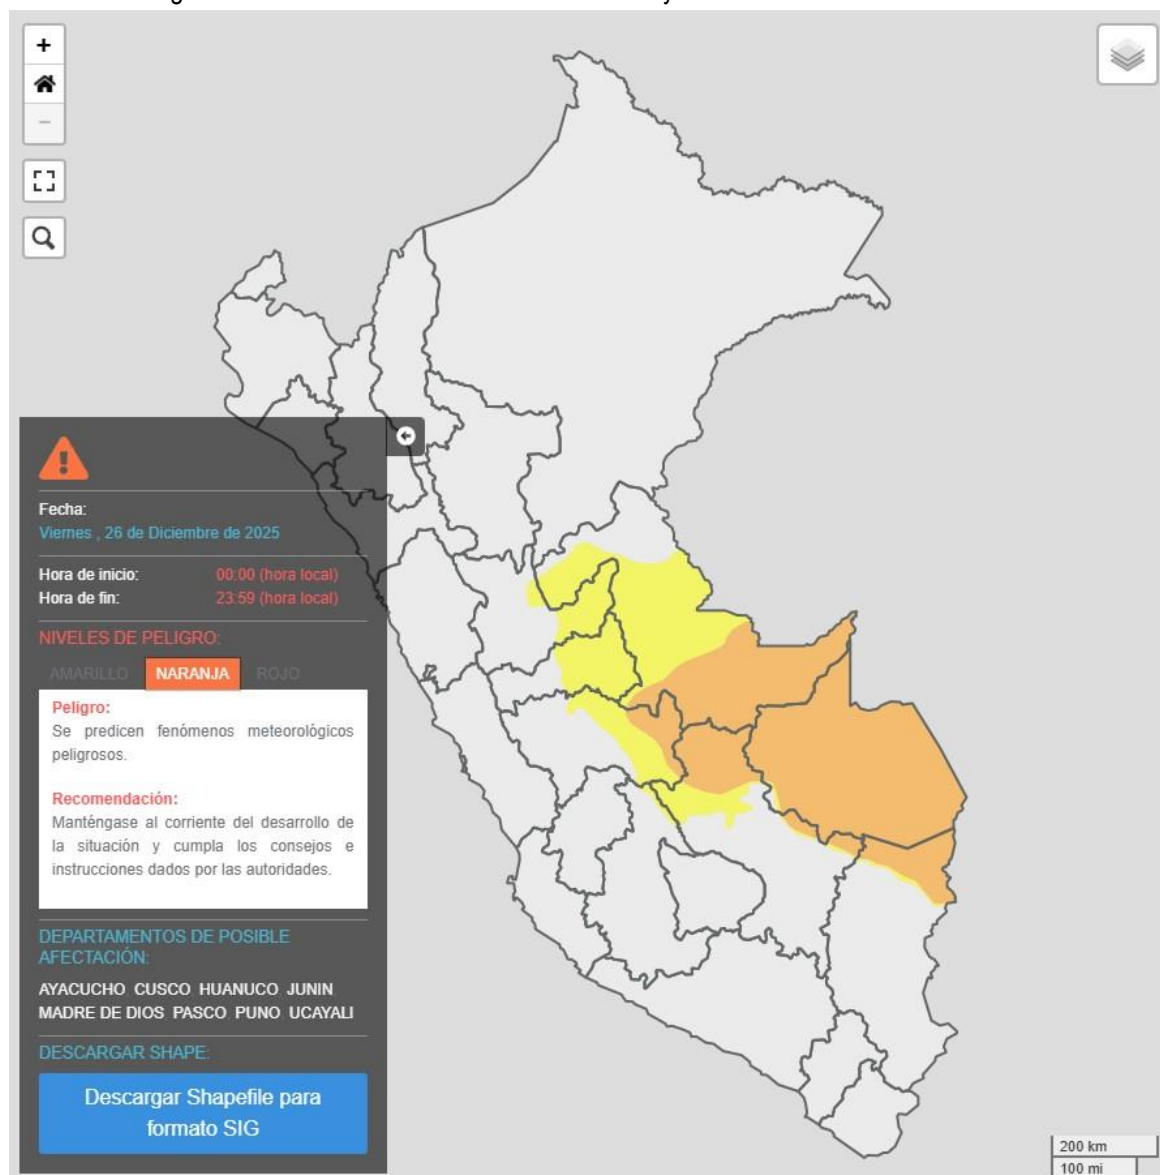 +
−
Fecha:
Viernes , 26 de Diciembre de 2025
Hora de inicio: 00:00 (hora local)
Hora de fin: 23:59 (hora local)
NIVELES DE PELIGRO:
AMARILLO NARANJA ROJO
Peligro:
Se predicen fenómenos meteorológicos
peligrosos.
Recomendación:
Manténgase al corriente del desarrollo de
la situación y cumpla los consejos e
instrucciones dados por las autoridades.
DEPARTAMENTOS DE POSIBLE
AFECTACIÓN:
AYACUCHO CUSCO HUANUCO JUNIN
MADRE DE DIOS PASCO PUNO UCAYALI
DESCARGAR SHAPE:
Descargar Shapefile para
formato SIG
200 km
100 mi